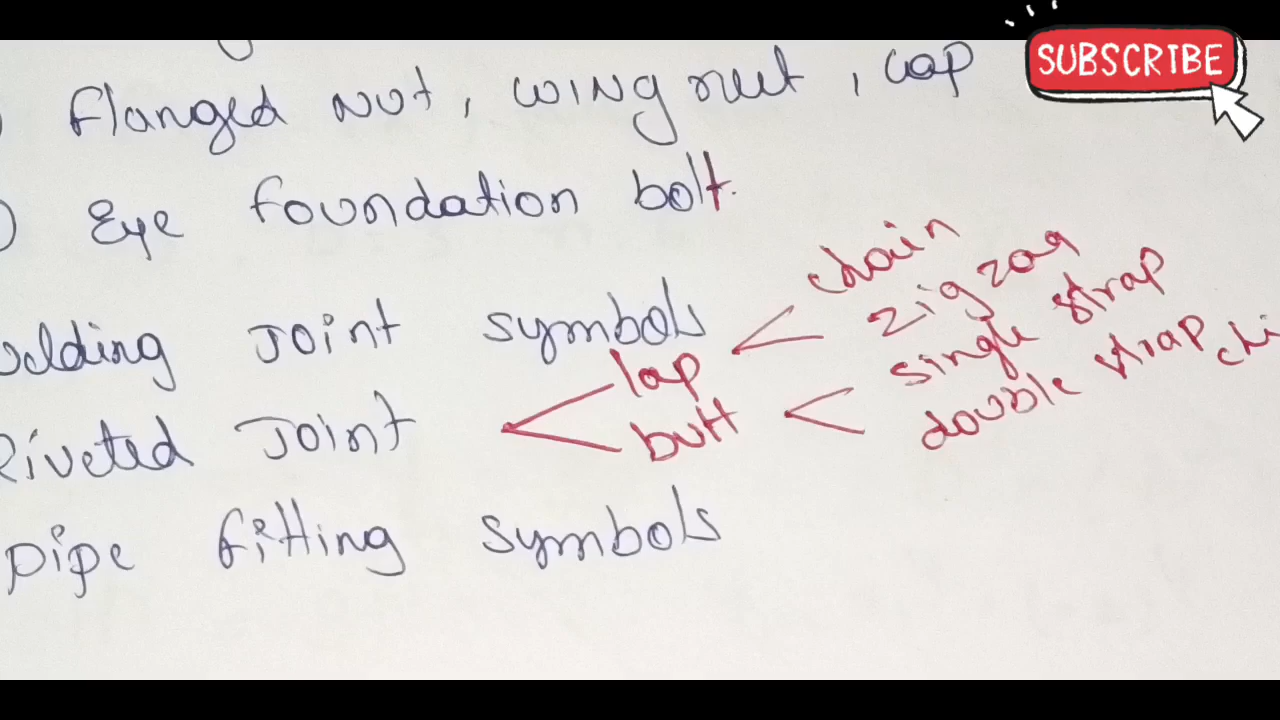 SUBSCRIBE
Flanged Nut, wing nut, cap
Eye foundation bolt.
welding Joint symbols
Riveted Joint
lap
chain
zigzag
butt
single strap
double strap
pipe fitting symbols